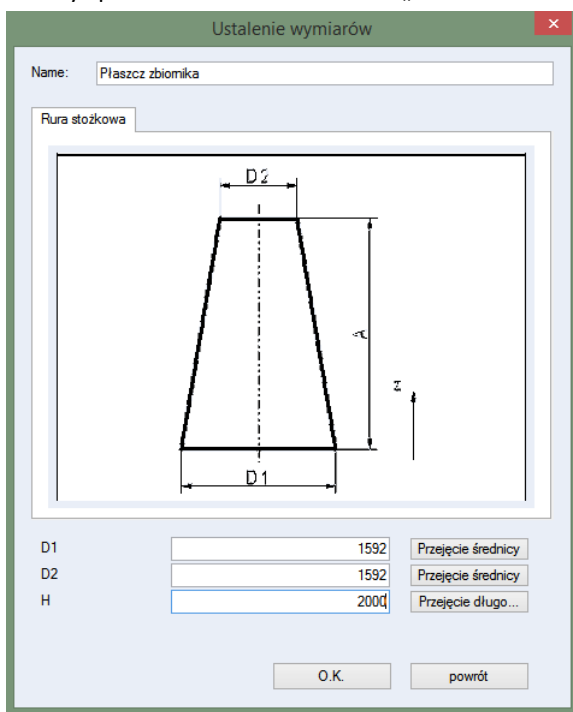 Ustalenie wymiarów
Name: Płaszcz zbiornika
Rura stożkowa
D2
A
z
D1
D1 1592 Przejęcie średnicy
D2 1592 Przejęcie średnicy
H 2000 Przejęcie długo...
O.K. powrót